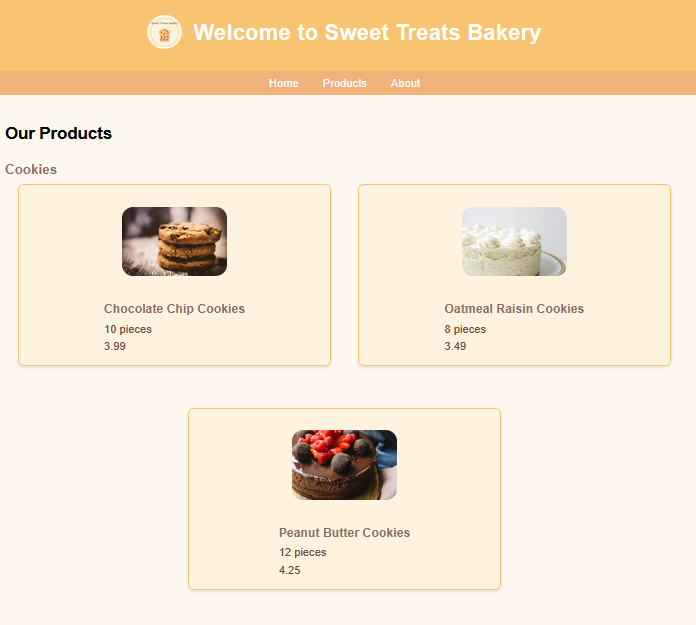 Welcome to Sweet Treats Bakery
Home Products About
Our Products
Cookies
Chocolate Chip Cookies
10 pieces
3.99
Oatmeal Raisin Cookies
8 pieces
3.49
Peanut Butter Cookies
12 pieces
4.25